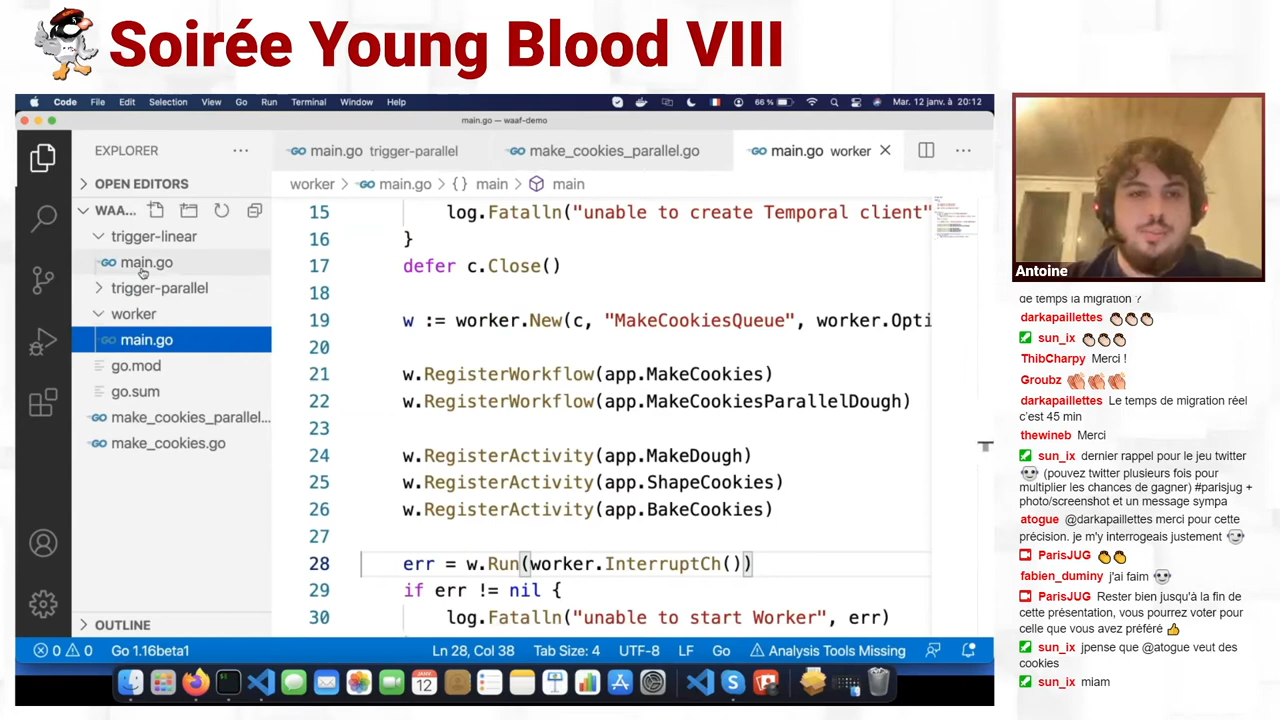 Soirée Young Blood VIII
Code File Edit Selection View Go Run Terminal Window Help 66 % Mar. 12 janv. à 20:12
main.go — waaf-demo
EXPLORER
main.go trigger-parallel
make_cookies_parallel.go
main.go worker
OPEN EDITORS
worker > main.go > {} main > main
WAA...
trigger-linear
main.go
trigger-parallel
worker
main.go
go.mod
go.sum
make_cookies_parallel...
make_cookies.go
OUTLINE
15 log.Fatalln("unable to create Temporal client"
16 }
17 defer c.Close()
18
19 w := worker.New(c, "MakeCookiesQueue", worker.Opti
20
21 w.RegisterWorkflow(app.MakeCookies)
22 w.RegisterWorkflow(app.MakeCookiesParallelDough)
23
24 w.RegisterActivity(app.MakeDough)
25 w.RegisterActivity(app.ShapeCookies)
26 w.RegisterActivity(app.BakeCookies)
27
28 err = w.Run(worker.InterruptCh())
29 if err != nil {
30 log.Fatalln("unable to start Worker", err)
0 0 Go 1.16beta1 Ln 28, Col 38 Tab Size: 4 UTF-8 LF Go Analysis Tools Missing
JANV. 12
Antoine
de temps la migration ?
darkapaillettes
sun_ix
ThibCharpy Merci !
Groubz
darkapaillettes Le temps de migration réel
c'est 45 min
thewineb Merci
sun_ix dernier rappel pour le jeu twitter
(pouvez twitter plusieurs fois pour
multiplier les chances de gagner) #parisjug +
photo/screenshot et un message sympa
atogue @darkapaillettes merci pour cette
précision. je m'y interrogeais justement
ParisJUG
fabien_duminy j'ai faim
ParisJUG Rester bien jusqu'à la fin de
cette présentation, vous pourrez voter pour
celle que vous avez préféré
sun_ix jpense que @atogue veut des
cookies
sun_ix miam